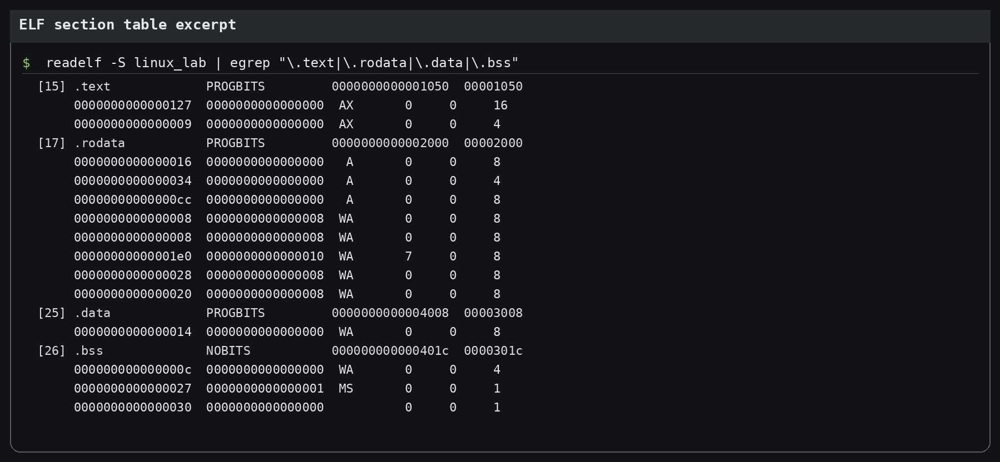 ELF section table excerpt
$  readelf -S linux_lab | egrep "\.text|\.rodata|\.data|\.bss"
  [15] .text             PROGBITS         0000000000001050  00001050
       0000000000000127  0000000000000000  AX       0     0     16
       0000000000000009  0000000000000000  AX       0     0     4
  [17] .rodata           PROGBITS         0000000000002000  00002000
       0000000000000016  0000000000000000   A       0     0     8
       0000000000000034  0000000000000000   A       0     0     4
       00000000000000cc  0000000000000000   A       0     0     8
       0000000000000008  0000000000000008  WA       0     0     8
       0000000000000008  0000000000000008  WA       0     0     8
       00000000000001e0  0000000000000010  WA       7     0     8
       0000000000000028  0000000000000008  WA       0     0     8
       0000000000000020  0000000000000008  WA       0     0     8
  [25] .data             PROGBITS         0000000000004008  00003008
       0000000000000014  0000000000000000  WA       0     0     8
  [26] .bss              NOBITS           000000000000401c  0000301c
       000000000000000c  0000000000000000  WA       0     0     4
       0000000000000027  0000000000000001  MS       0     0     1
       0000000000000030  0000000000000000           0     0     1